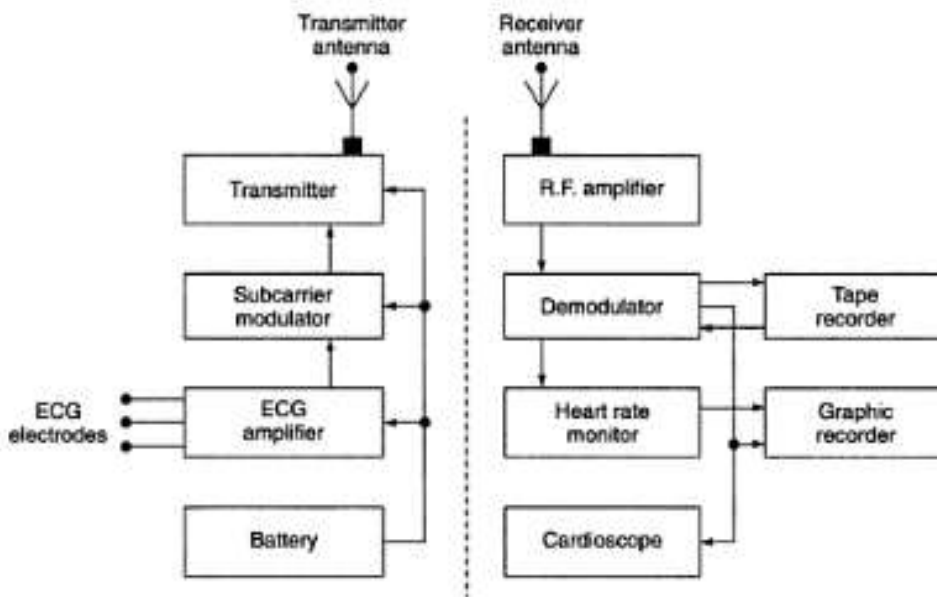 Transmitter
antenna
Receiver
antenna
Transmitter
R.F. amplifier
Subcarrier
modulator
Demodulator
Tape
recorder
ECG
electrodes
ECG
amplifier
Heart rate
monitor
Graphic
recorder
Battery
Cardioscope